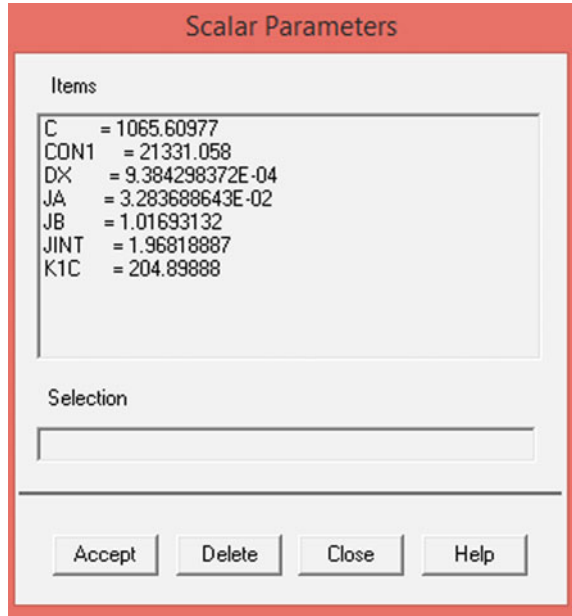 Scalar Parameters
Items
C = 1065.60977
CON1 = 21331.058
DX = 9.384298372E-04
JA = 3.283688643E-02
JB = 1.01693132
JINT = 1.96818887
K1C = 204.89888
Selection
Accept Delete Close Help